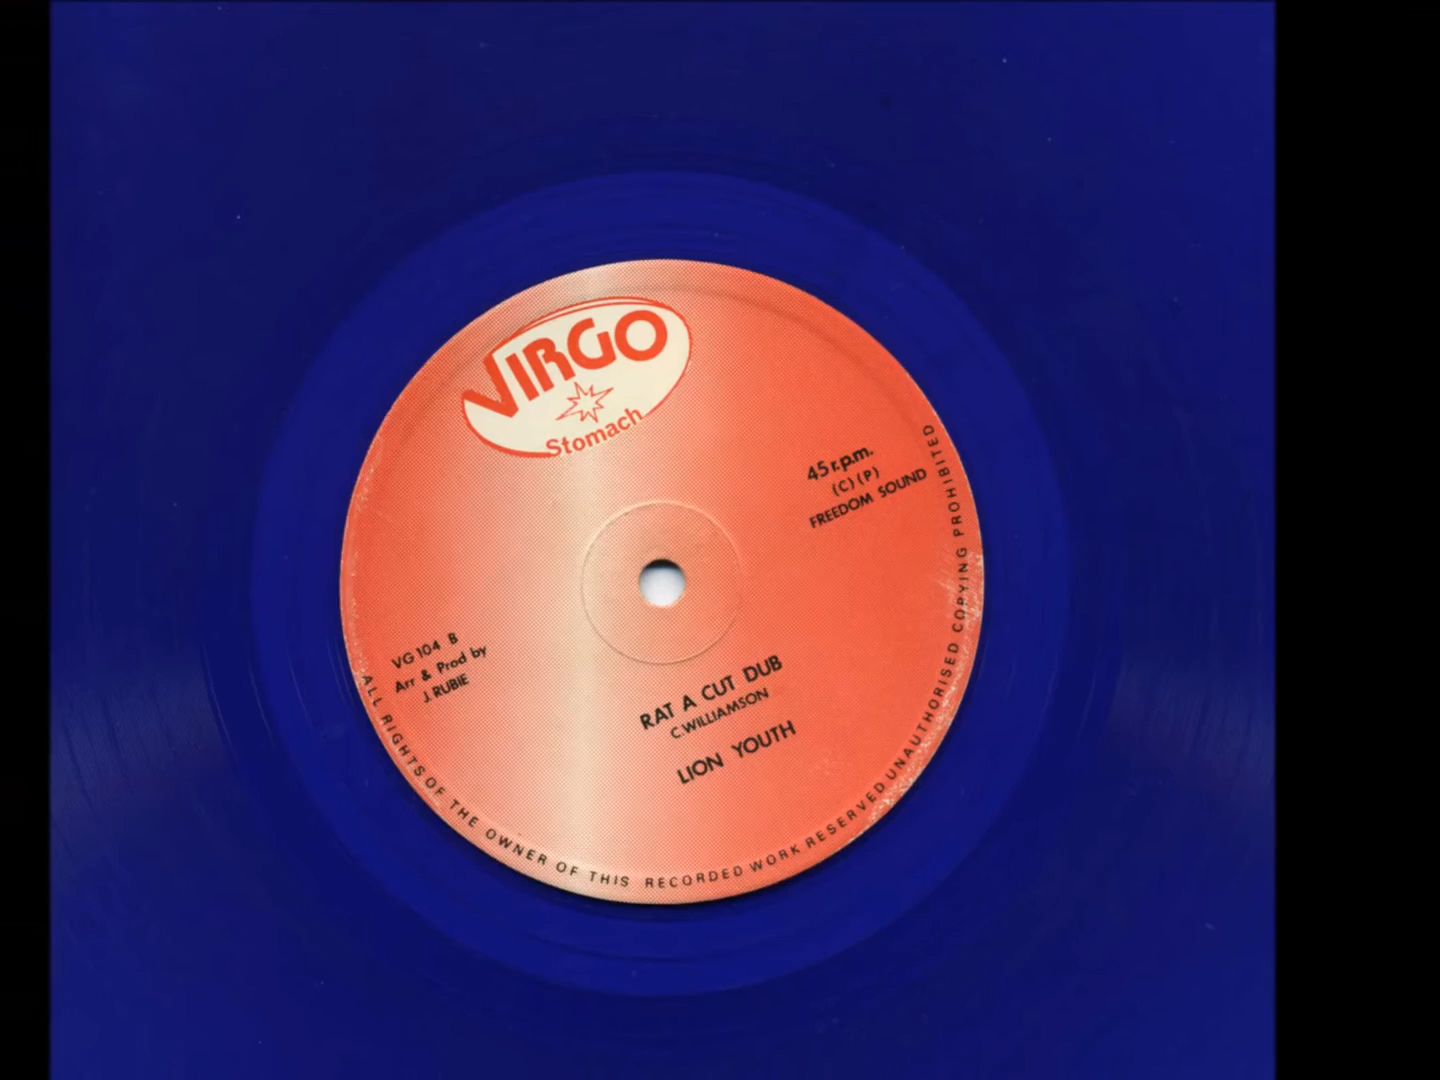 VIRGO
Stomach
45 r.p.m.
(C) (P)
FREEDOM SOUND
VG 104 B
Arr & Prod by
J. RUBIE
RAT A CUT DUB
C. WILLIAMSON
LION YOUTH
ALL RIGHTS OF THE OWNER OF THIS RECORDED WORK RESERVED UNAUTHORISED COPYING PROHIBITED